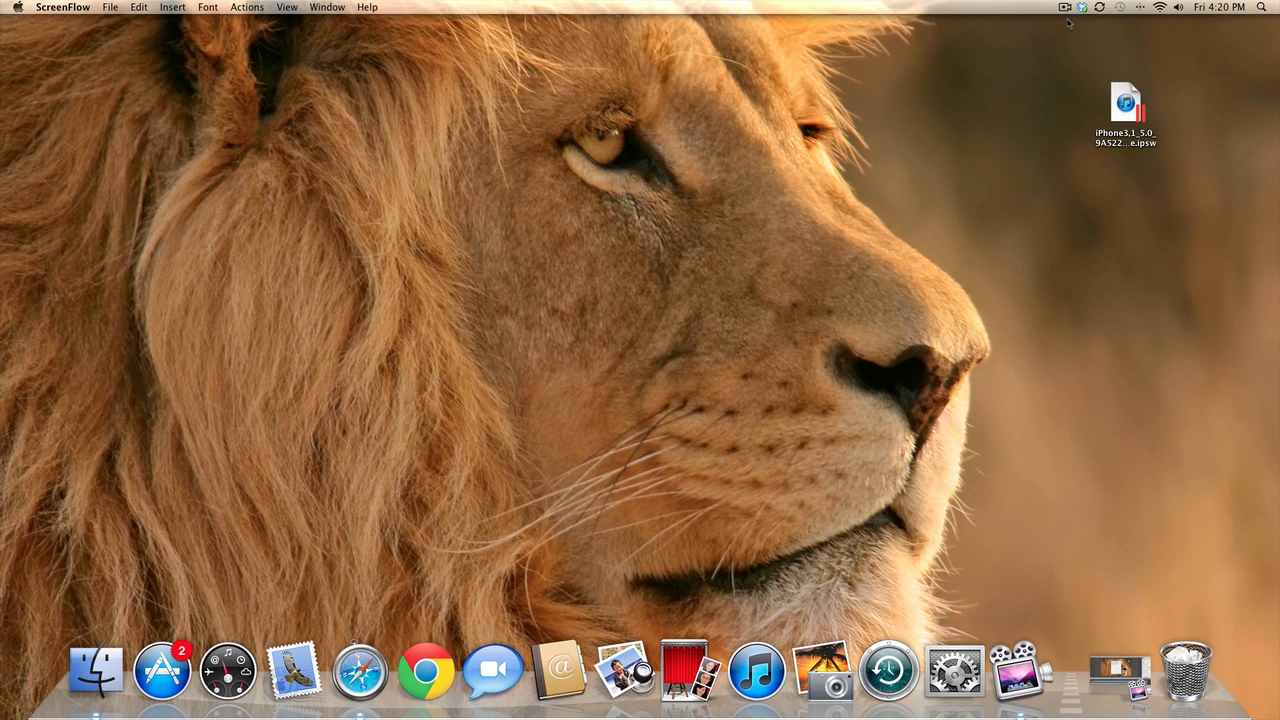 ScreenFlow File Edit Insert Font Actions View Window Help Fri 4:20 PM
iPhone3,1_5.0_
9A522...e.ipsw
2